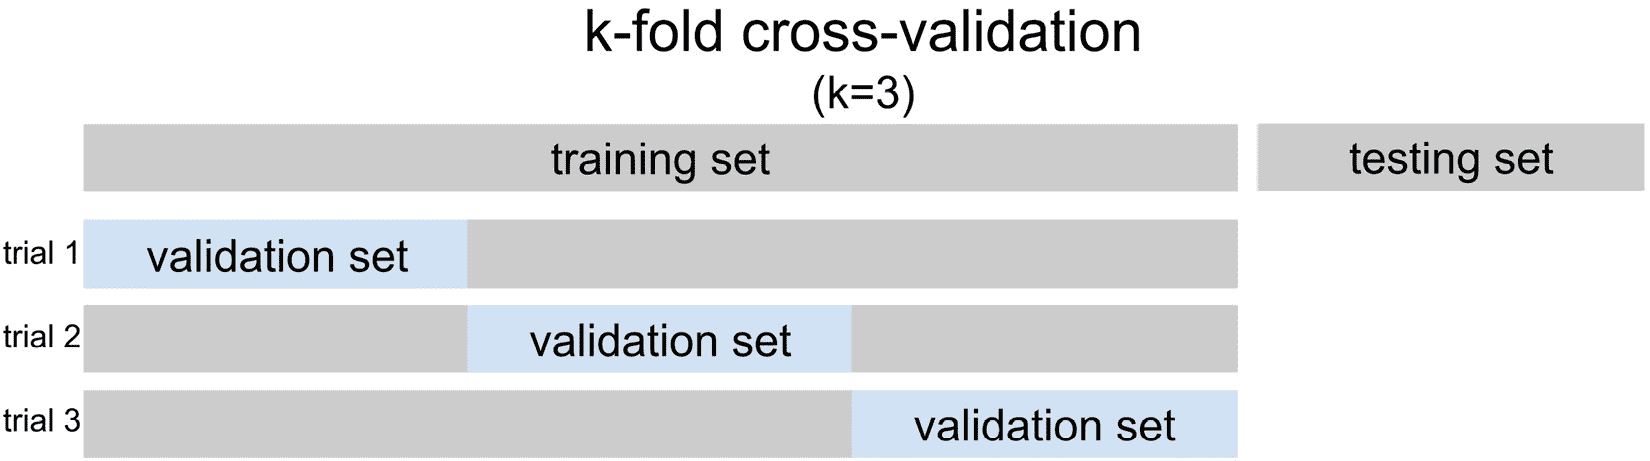 k-fold cross-validation
(k=3)
training set
testing set
trial 1
validation set
trial 2
validation set
trial 3
validation set